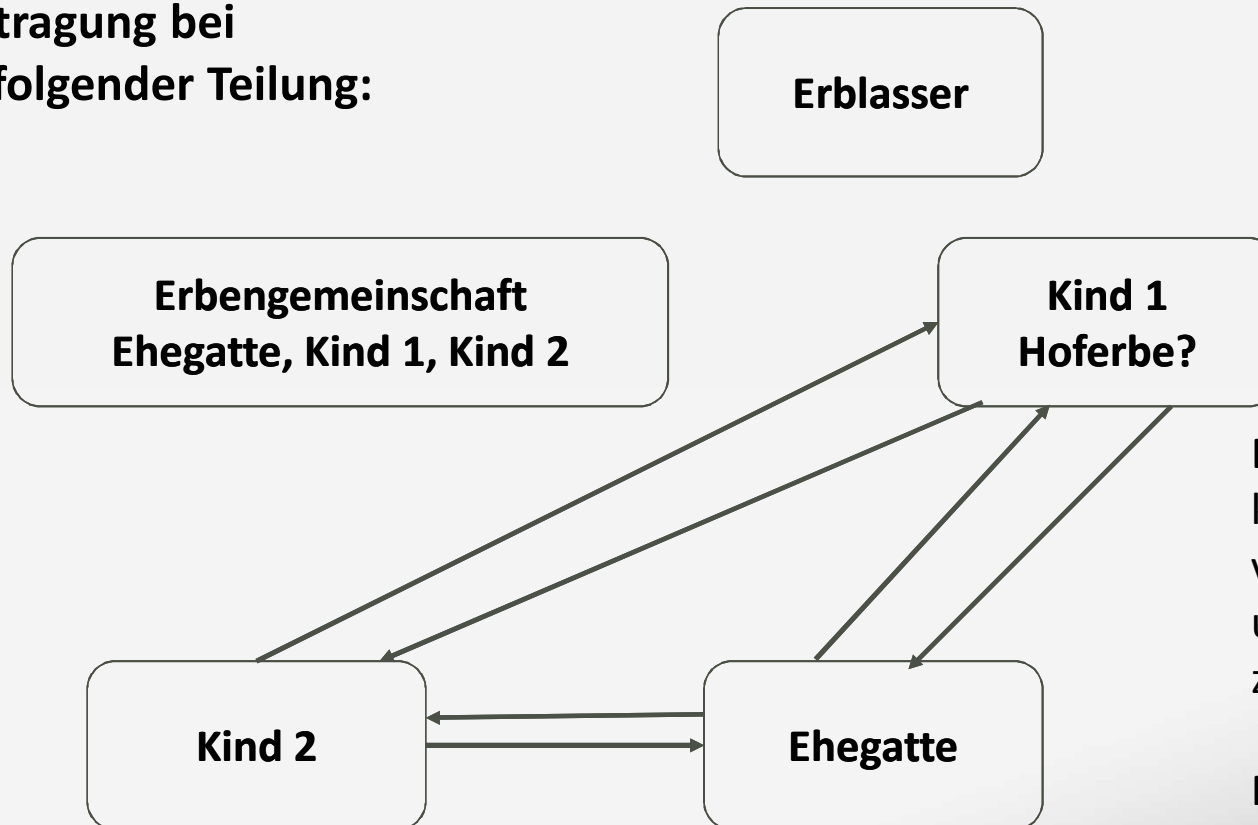 tragung bei
folgender Teilung:
Erblasser
Erbengemeinschaft
Ehegatte, Kind 1, Kind 2
Kind 1
Hoferbe?
Kind 2
Ehegatte